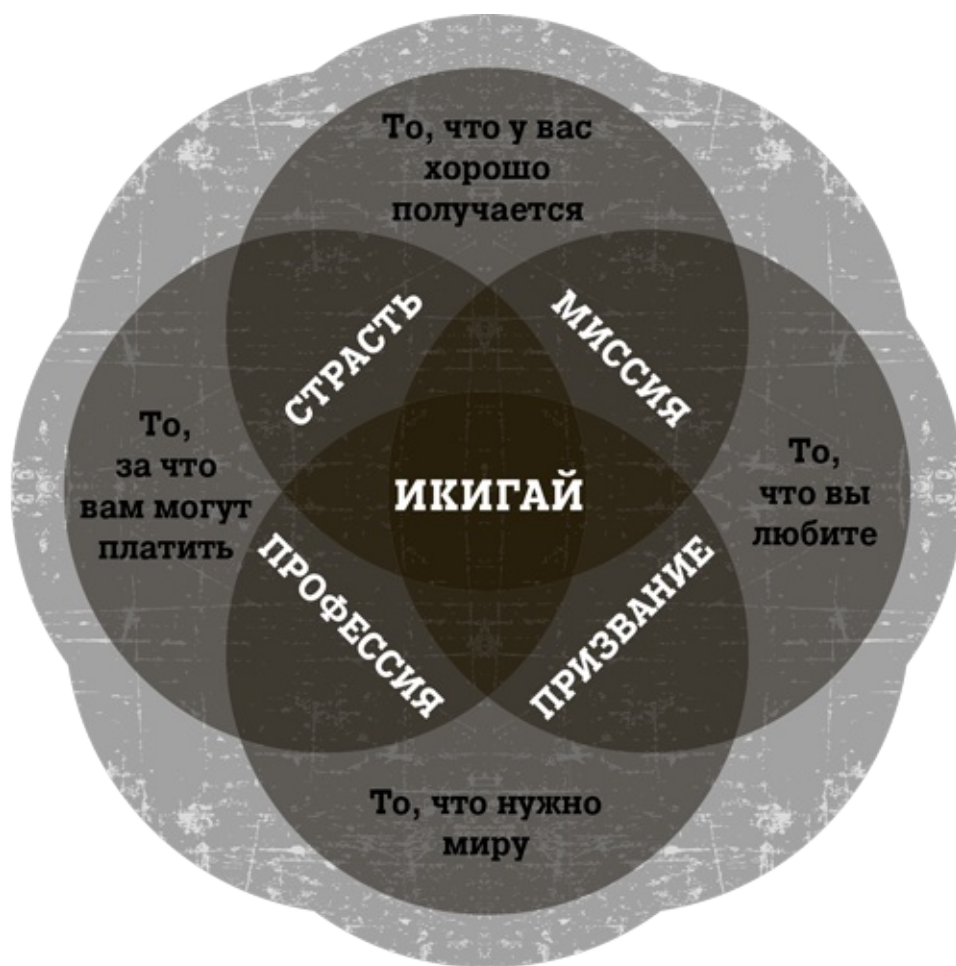 То, что у вас
хорошо
получается
СТРАСТЬ
МИССИЯ
То,
за что
вам могут
платить
ИКИГАЙ
То,
что вы
любите
ПРОФЕССИЯ
ПРИЗВАНИЕ
То, что нужно
миру